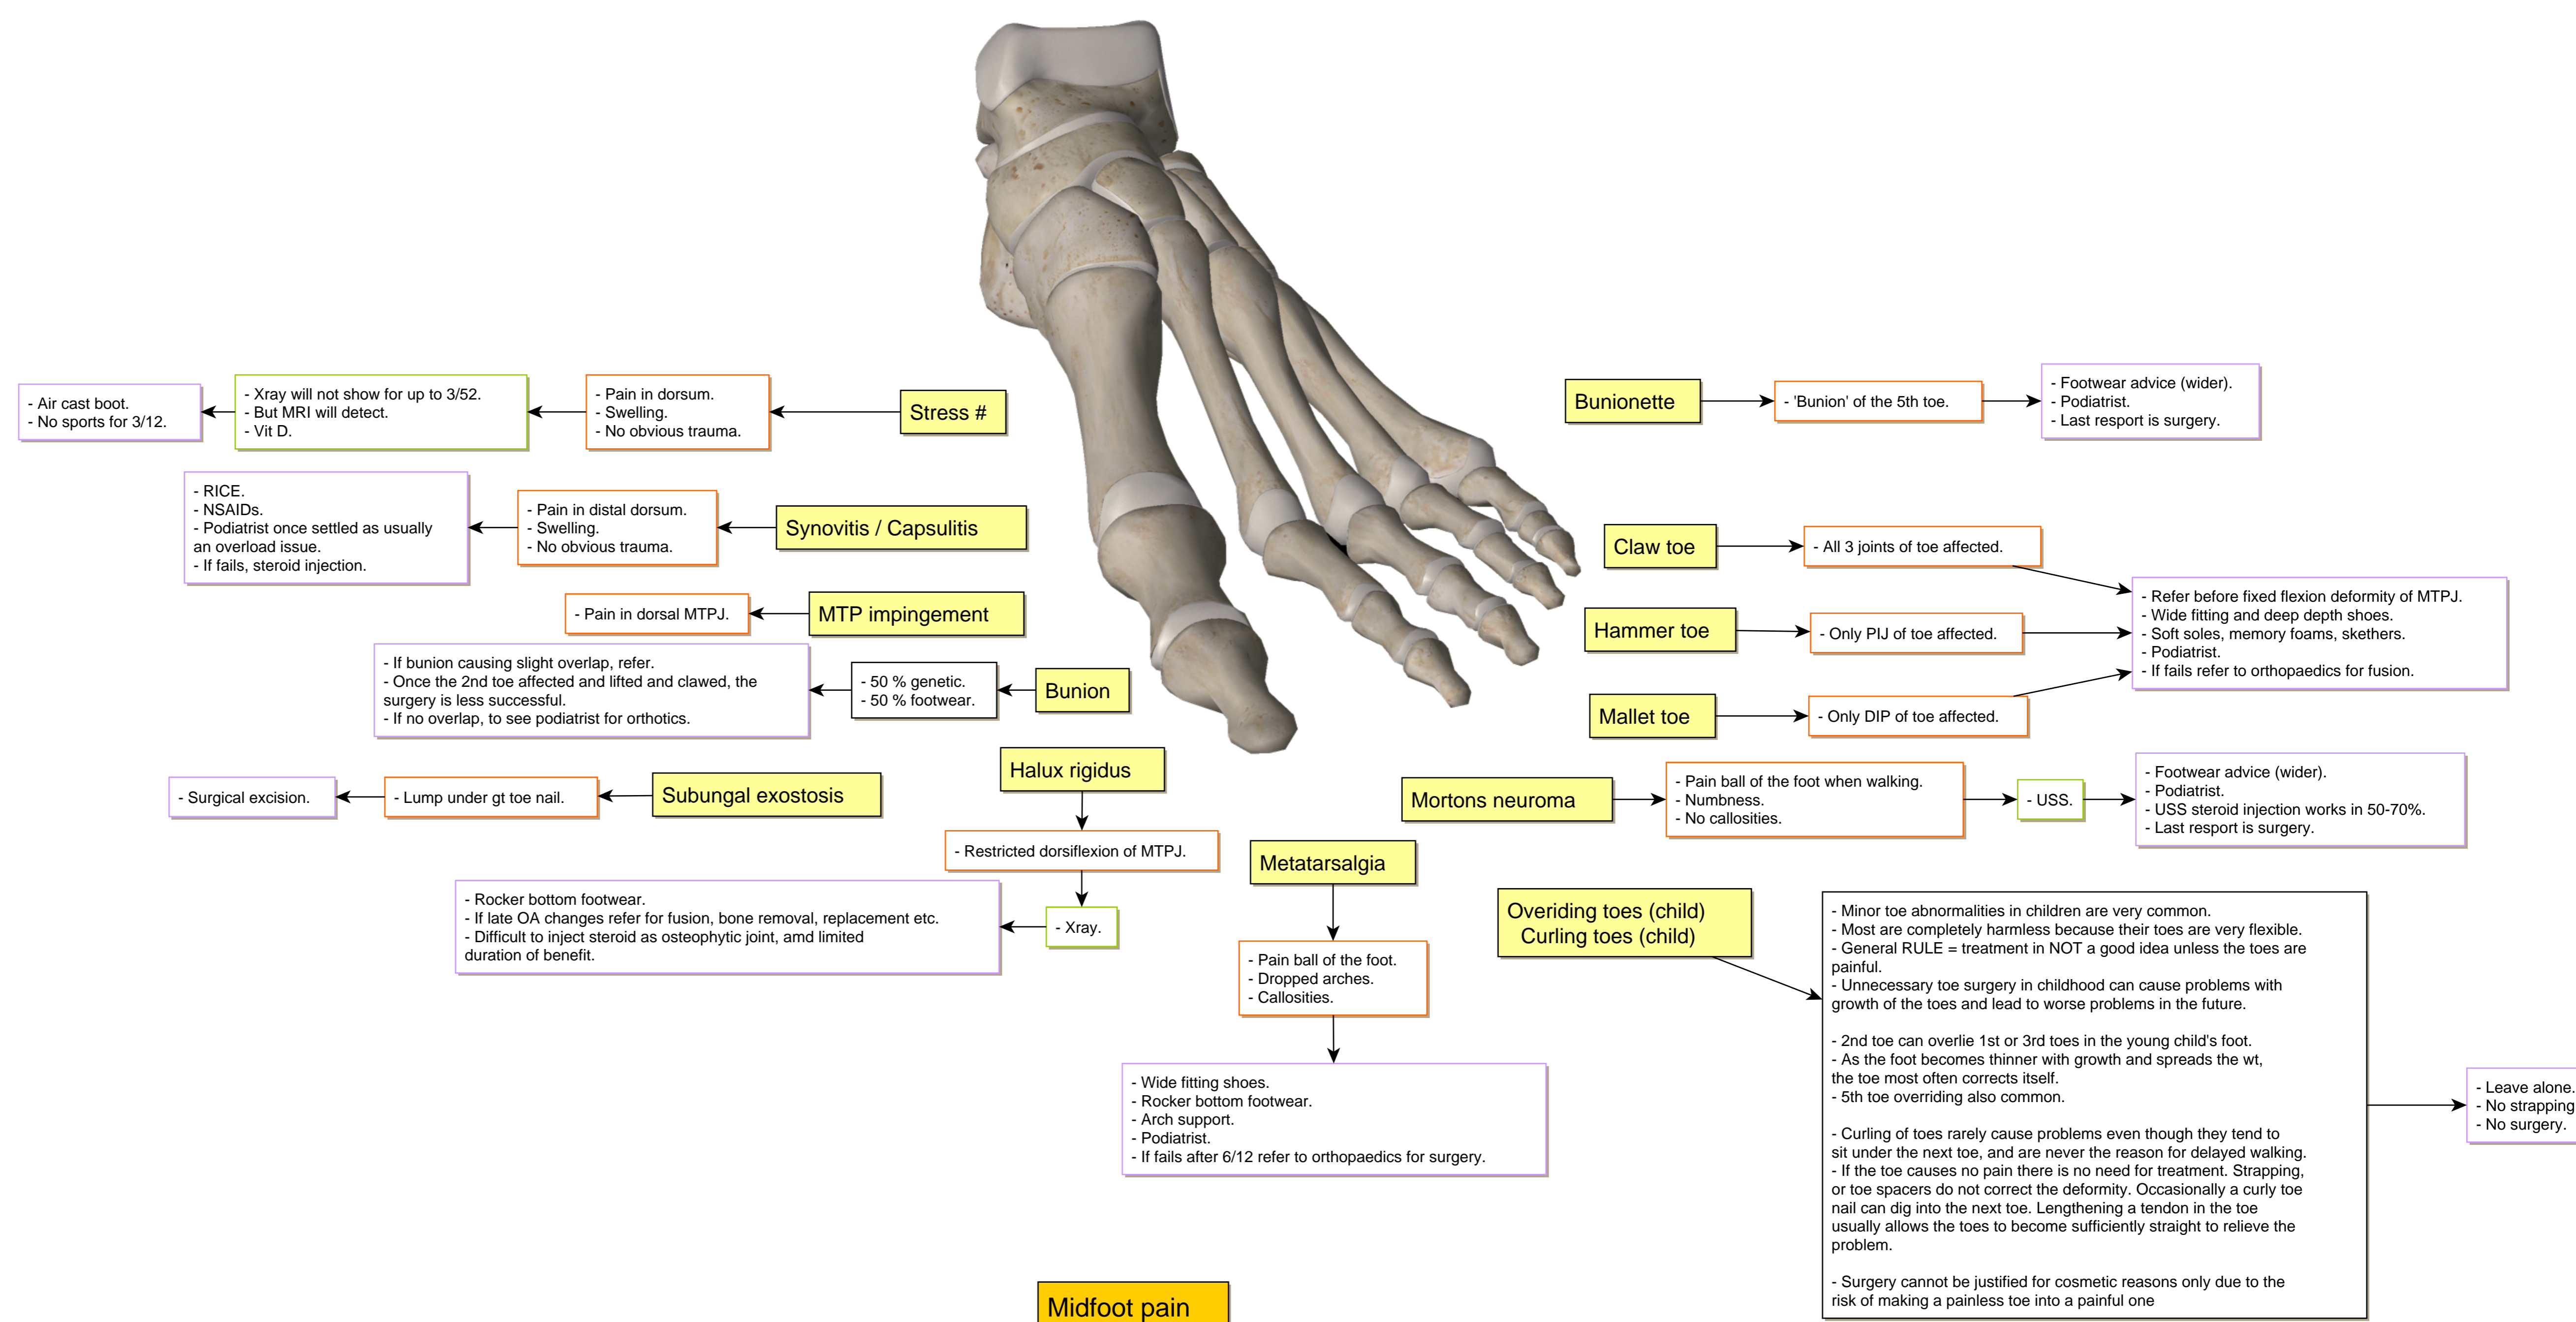 Stress #
- Pain in dorsum.
- Swelling.
- No obvious trauma.
- Xray will not show for up to 3/52.
- But MRI will detect.
- Vit D.
- Air cast boot.
- No sports for 3/12.
Synovitis / Capsulitis
- Pain in distal dorsum.
- Swelling.
- No obvious trauma.
- RICE.
- NSAIDs.
- Podiatrist once settled as usually
an overload issue.
- If fails, steroid injection.
MTP impingement
- Pain in dorsal MTPJ.
Bunion
- 50 % genetic.
- 50 % footwear.
- If bunion causing slight overlap, refer.
- Once the 2nd toe affected and lifted and clawed, the
surgery is less successful.
- If no overlap, to see podiatrist for orthotics.
Subungal exostosis
- Lump under gt toe nail.
- Surgical excision.
Halux rigidus
- Restricted dorsiflexion of MTPJ.
- Xray.
- Rocker bottom footwear.
- If late OA changes refer for fusion, bone removal, replacement etc.
- Difficult to inject steroid as osteophytic joint, amd limited
duration of benefit.
Metatarsalgia
- Pain ball of the foot.
- Dropped arches.
- Callosities.
- Wide fitting shoes.
- Rocker bottom footwear.
- Arch support.
- Podiatrist.
- If fails after 6/12 refer to orthopaedics for surgery.
Bunionette
- 'Bunion' of the 5th toe.
- Footwear advice (wider).
- Podiatrist.
- Last resport is surgery.
Claw toe
- All 3 joints of toe affected.
Hammer toe
- Only PIJ of toe affected.
Mallet toe
- Only DIP of toe affected.
- Refer before fixed flexion deformity of MTPJ.
- Wide fitting and deep depth shoes.
- Soft soles, memory foams, skethers.
- Podiatrist.
- If fails refer to orthopaedics for fusion.
Mortons neuroma
- Pain ball of the foot when walking.
- Numbness.
- No callosities.
- USS.
- Footwear advice (wider).
- Podiatrist.
- USS steroid injection works in 50-70%.
- Last resport is surgery.
Overiding toes (child)
Curling toes (child)
- Minor toe abnormalities in children are very common.
- Most are completely harmless because their toes are very flexible.
- General RULE = treatment in NOT a good idea unless the toes are
painful.
- Unnecessary toe surgery in childhood can cause problems with
growth of the toes and lead to worse problems in the future.
- 2nd toe can overlie 1st or 3rd toes in the young child's foot.
- As the foot becomes thinner with growth and spreads the wt,
the toe most often corrects itself.
- 5th toe overriding also common.
- Curling of toes rarely cause problems even though they tend to
sit under the next toe, and are never the reason for delayed walking.
- If the toe causes no pain there is no need for treatment. Strapping,
or toe spacers do not correct the deformity. Occasionally a curly toe
nail can dig into the next toe. Lengthening a tendon in the toe
usually allows the toes to become sufficiently straight to relieve the
problem.
- Surgery cannot be justified for cosmetic reasons only due to the
risk of making a painless toe into a painful one
- Leave alone.
- No strapping
- No surgery.
Midfoot pain